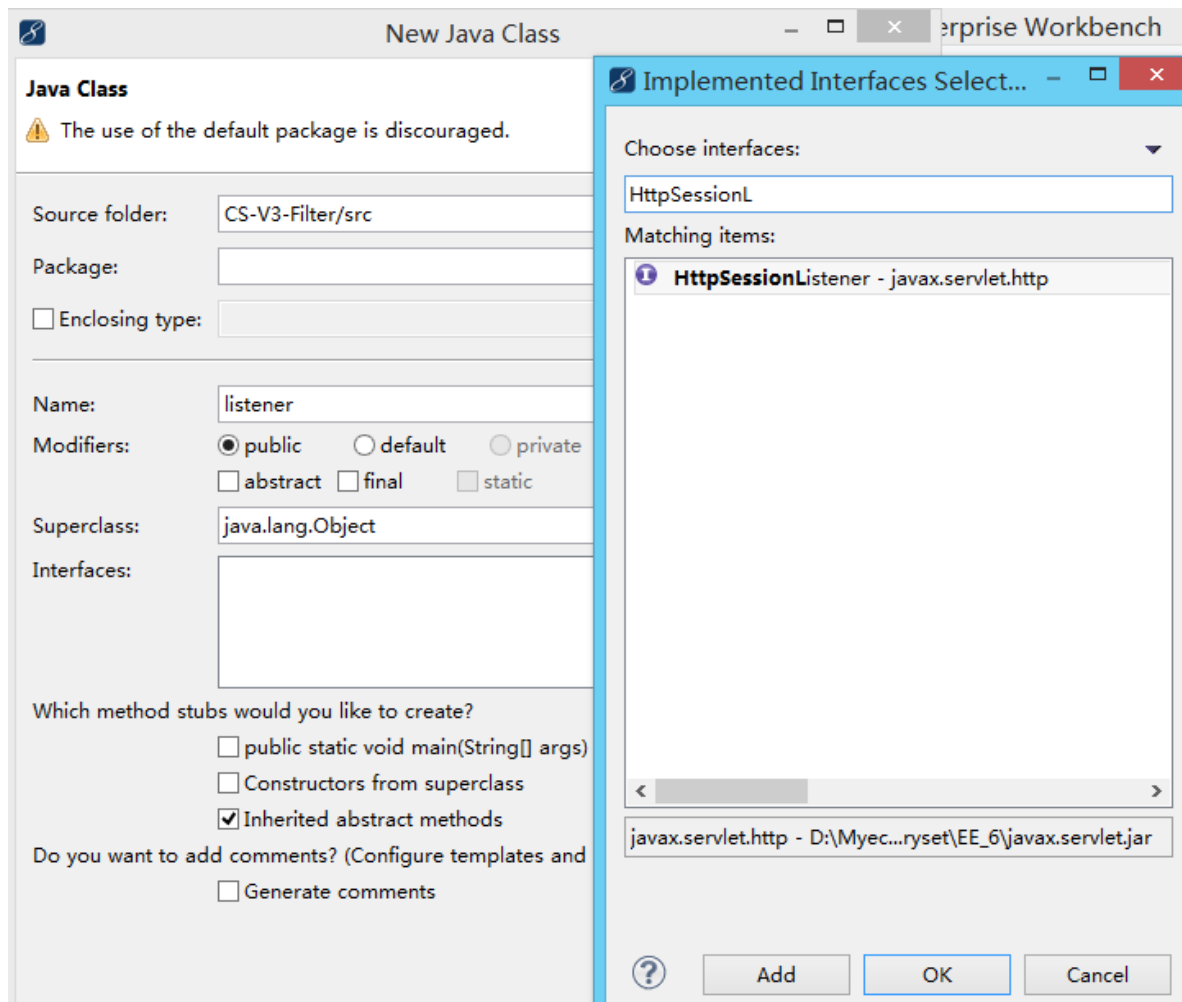 New Java Class
erprise Workbench
Java Class
The use of the default package is discouraged.
Source folder:
CS-V3-Filter/src
Package:
Enclosing type:
Name:
listener
Modifiers:
public
default
private
abstract
final
static
Superclass:
java.lang.Object
Interfaces:
Which method stubs would you like to create?
public static void main(String[] args)
Constructors from superclass
Inherited abstract methods
Do you want to add comments? (Configure templates and
Generate comments
Implemented Interfaces Select...
Choose interfaces:
HttpSessionL
Matching items:
HttpSessionListener - javax.servlet.http
javax.servlet.http - D:\Myec...ryset\EE_6\javax.servlet.jar
?
Add
OK
Cancel